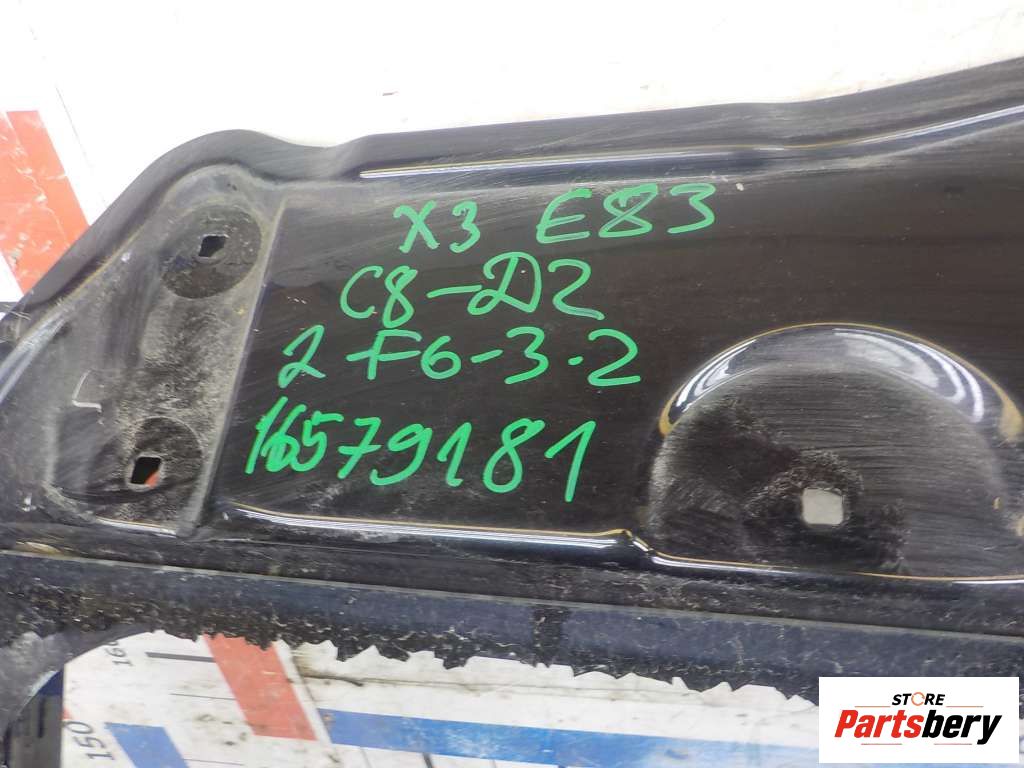 X3 E83
C8-D2
2 F6-3.2
16579181
150
STORE
Partsbery